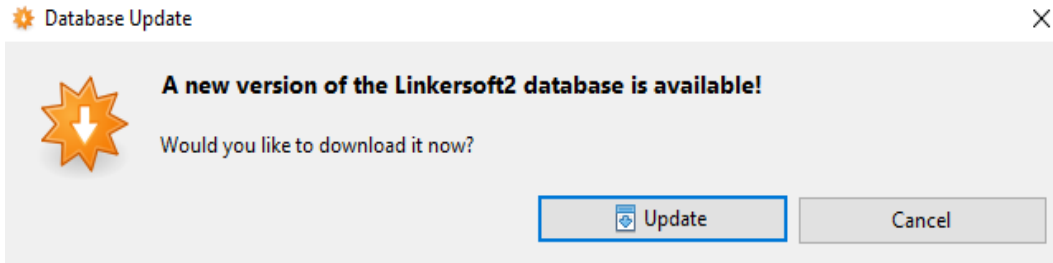 Database Update
A new version of the Linkersoft2 database is available!
Would you like to download it now?
Update
Cancel